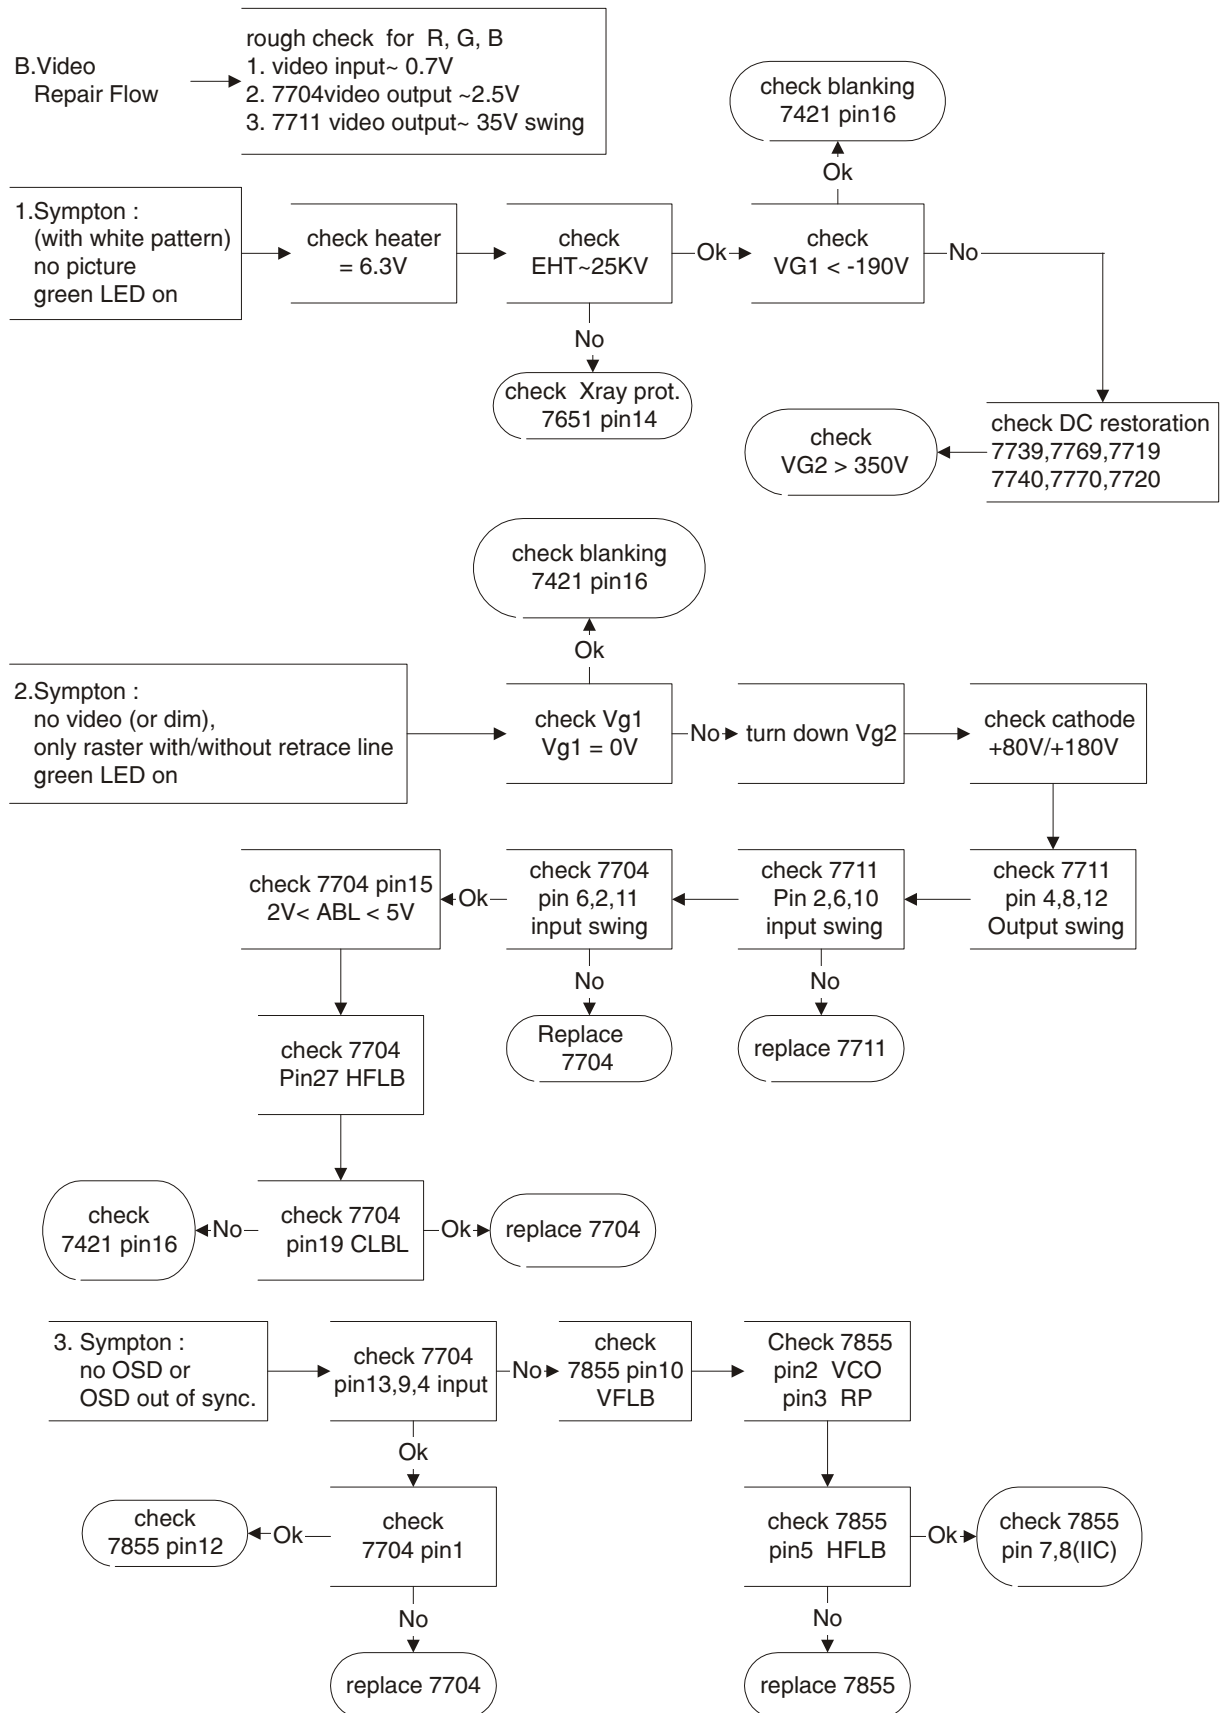 B.Video
Repair Flow
rough check for R, G, B
1. video input~ 0.7V
2. 7704video output ~2.5V
3. 7711 video output~ 35V swing
check blanking
7421 pin16
Ok
1.Sympton :
(with white pattern)
no picture
green LED on
check heater
= 6.3V
check
EHT~25KV
Ok
check
VG1 < -190V
No
No
check Xray prot.
7651 pin14
check
VG2 > 350V
check DC restoration
7739,7769,7719
7740,7770,7720
check blanking
7421 pin16
Ok
2.Sympton :
no video (or dim),
only raster with/without retrace line
green LED on
check Vg1
Vg1 = 0V
No
turn down Vg2
check cathode
+80V/+180V
check 7704 pin15
2V< ABL < 5V
Ok
check 7704
pin 6,2,11
input swing
check 7711
Pin 2,6,10
input swing
check 7711
pin 4,8,12
Output swing
No
No
check 7704
Pin27 HFLB
Replace
7704
replace 7711
check
7421 pin16
No
check 7704
pin19 CLBL
Ok
replace 7704
3. Sympton :
no OSD or
OSD out of sync.
check 7704
pin13,9,4 input
No
check
7855 pin10
VFLB
Check 7855
pin2 VCO
pin3 RP
Ok
check
7855 pin12
Ok
check
7704 pin1
check 7855
pin5 HFLB
Ok
check 7855
pin 7,8(IIC)
No
No
replace 7704
replace 7855